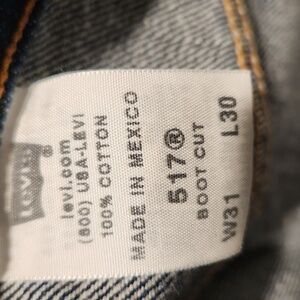 Levi's
levi.com
(800) USA-LEVI
100% COTTON
MADE IN MEXICO
517®
BOOT CUT
W31 L30